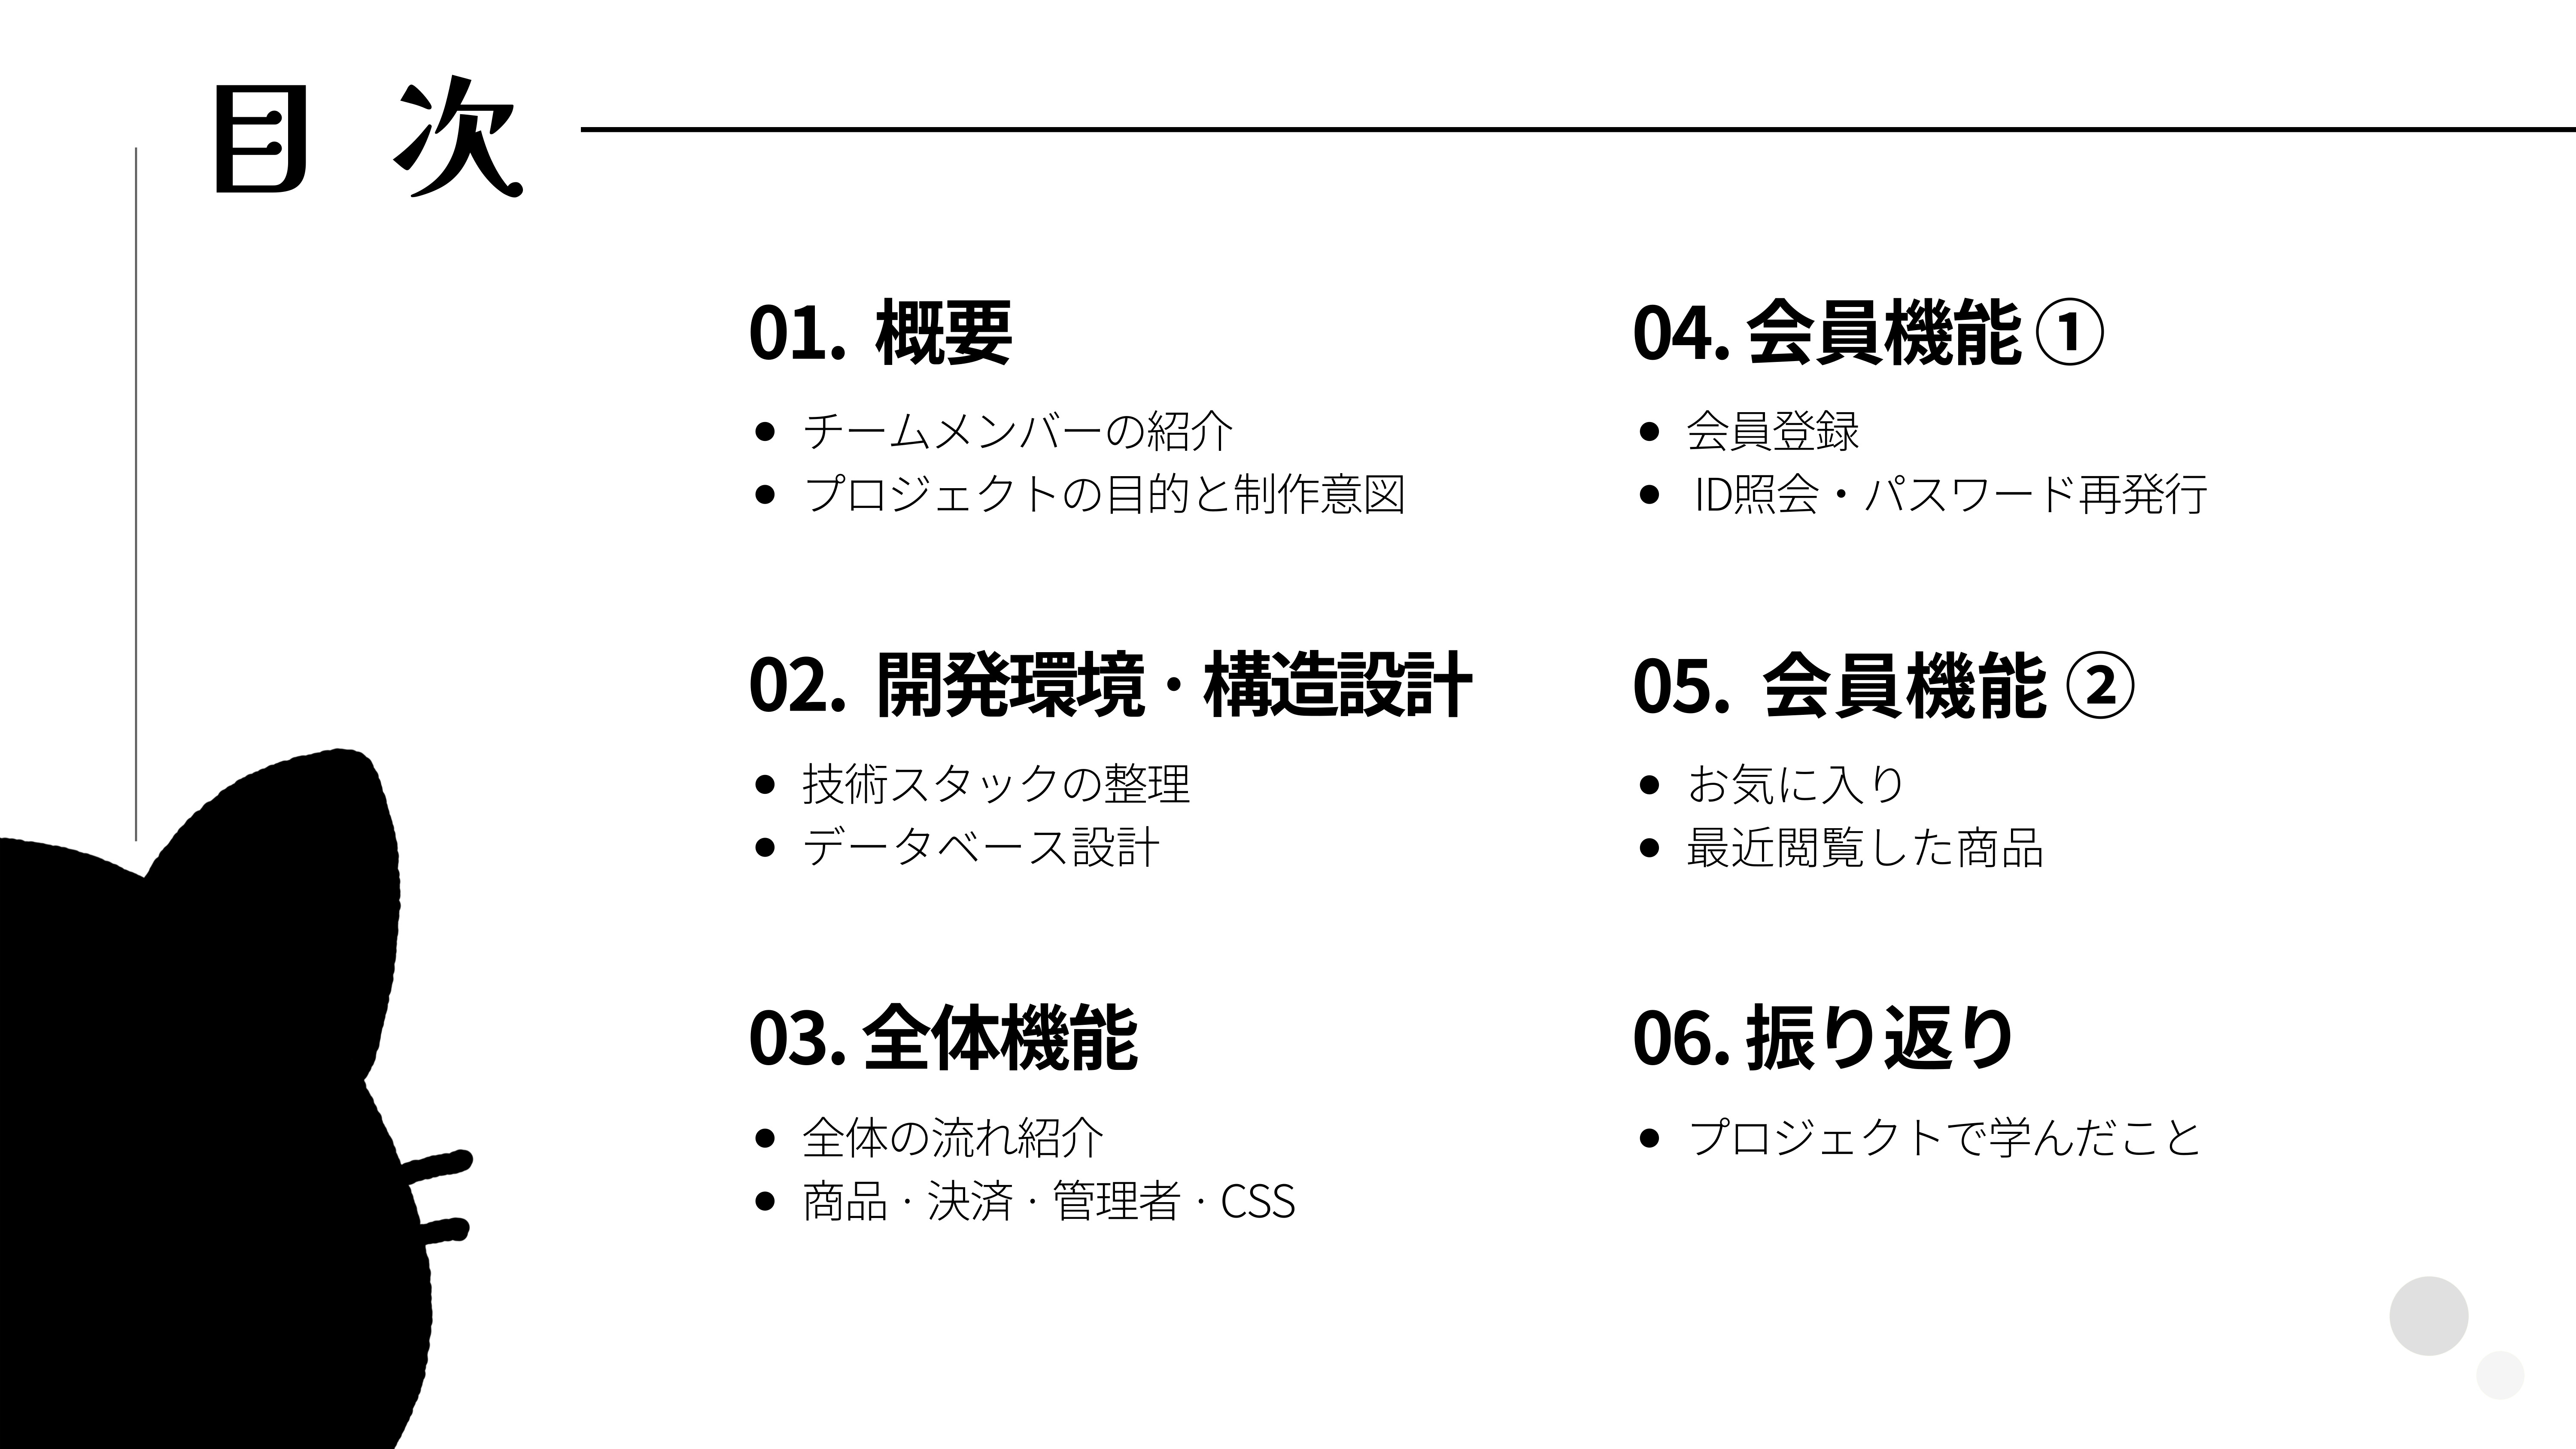 目次
01. 概要
• チームメンバーの紹介
• プロジェクトの目的と制作意図
02. 開発環境・構造設計
• 技術スタックの整理
• データベース設計
03. 全体機能
• 全体の流れ紹介
• 商品・決済・管理者・CSS
04. 会員機能 ①
• 会員登録
• ID照会・パスワード再発行
05. 会員機能 ②
• お気に入り
• 最近閲覧した商品
06. 振り返り
• プロジェクトで学んだこと